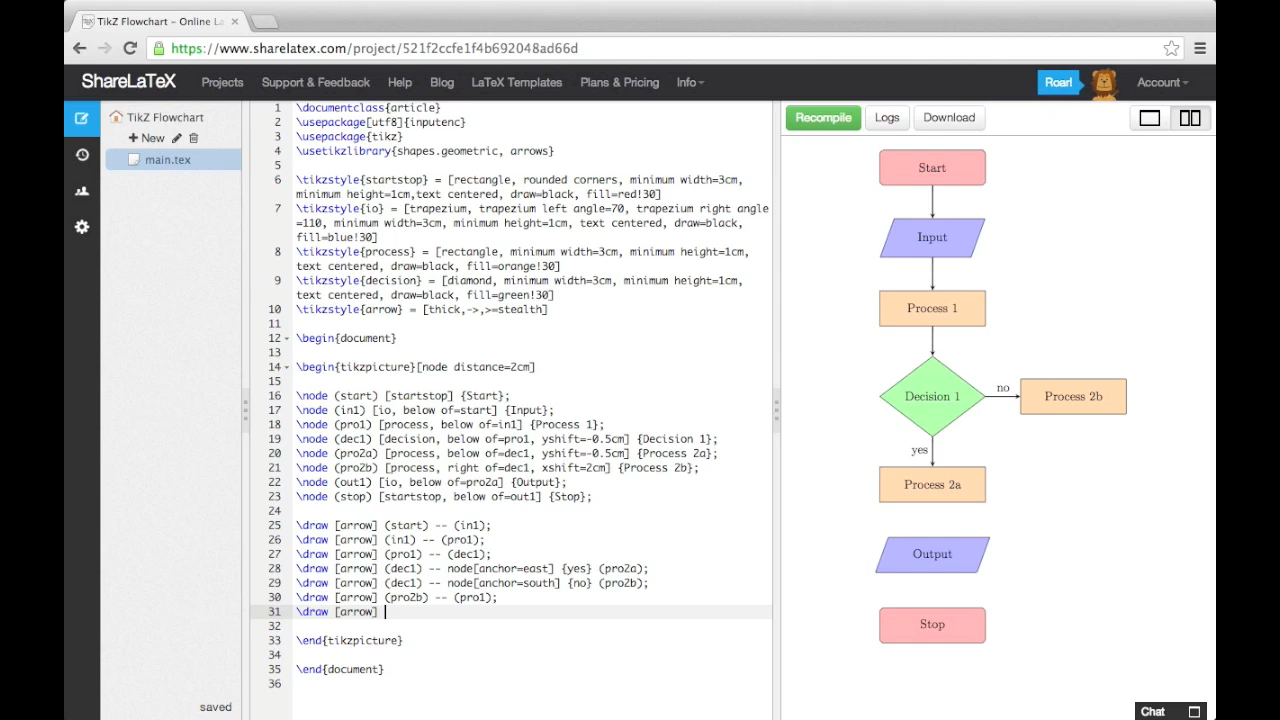 TikZ Flowchart – Online La
https://www.sharelatex.com/project/521f2ccfe1f4b692048ad66d
ShareLaTeX Projects Support & Feedback Help Blog LaTeX Templates Plans & Pricing Info Roar! Account
TikZ Flowchart
+ New
main.tex
saved
1 \documentclass{article}
2 \usepackage[utf8]{inputenc}
3 \usepackage{tikz}
4 \usetikzlibrary{shapes.geometric, arrows}
5
6 \tikzstyle{startstop} = [rectangle, rounded corners, minimum width=3cm,
minimum height=1cm,text centered, draw=black, fill=red!30]
7 \tikzstyle{io} = [trapezium, trapezium left angle=70, trapezium right angle
=110, minimum width=3cm, minimum height=1cm, text centered, draw=black,
fill=blue!30]
8 \tikzstyle{process} = [rectangle, minimum width=3cm, minimum height=1cm,
text centered, draw=black, fill=orange!30]
9 \tikzstyle{decision} = [diamond, minimum width=3cm, minimum height=1cm,
text centered, draw=black, fill=green!30]
10 \tikzstyle{arrow} = [thick,->,>=stealth]
11
12 \begin{document}
13
14 \begin{tikzpicture}[node distance=2cm]
15
16 \node (start) [startstop] {Start};
17 \node (in1) [io, below of=start] {Input};
18 \node (pro1) [process, below of=in1] {Process 1};
19 \node (dec1) [decision, below of=pro1, yshift=-0.5cm] {Decision 1};
20 \node (pro2a) [process, below of=dec1, yshift=-0.5cm] {Process 2a};
21 \node (pro2b) [process, right of=dec1, xshift=2cm] {Process 2b};
22 \node (out1) [io, below of=pro2a] {Output};
23 \node (stop) [startstop, below of=out1] {Stop};
24
25 \draw [arrow] (start) -- (in1);
26 \draw [arrow] (in1) -- (pro1);
27 \draw [arrow] (pro1) -- (dec1);
28 \draw [arrow] (dec1) -- node[anchor=east] {yes} (pro2a);
29 \draw [arrow] (dec1) -- node[anchor=south] {no} (pro2b);
30 \draw [arrow] (pro2b) -- (pro1);
31 \draw [arrow]
32
33 \end{tikzpicture}
34
35 \end{document}
36
Recompile Logs Download
Start
Input
Process 1
Decision 1 no Process 2b
yes
Process 2a
Output
Stop
Chat